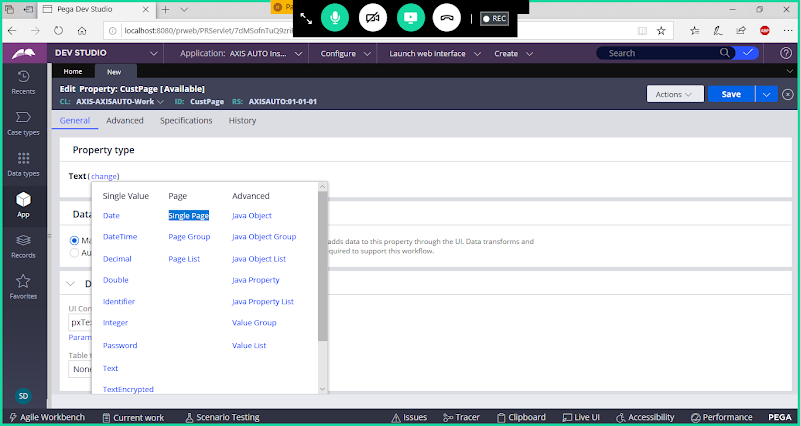 Pega Dev Studio
REC
localhost:8080/prweb/PRServlet/7dMSofnTuQ9zri
ABP
DEV STUDIO
Application: AXIS AUTO Ins...
Configure
Launch web interface
Create
Search
Home
New
Recents
Case types
Data types
App
Records
Favorites
SD
Edit Property: CustPage [Available]
CL: AXIS-AXISAUTO-Work ID: CustPage RS: AXISAUTO:01-01-01
Actions
Save
General
Advanced
Specifications
History
Property type
Text (change)
Single Value
Date
DateTime
Decimal
Double
Identifier
Integer
Password
Text
TextEncrypted
Page
Single Page
Page Group
Page List
Advanced
Java Object
Java Object Group
Java Object List
Java Property
Java Property List
Value Group
Value List
Data
Ma
Au
adds data to this property through the UI. Data transforms and
quired to support this workflow.
D
UI Con
pxTe
Param
Table t
None
Agile Workbench
Current work
Scenario Testing
Issues
Tracer
Clipboard
Live UI
Accessibility
Performance
PEGA